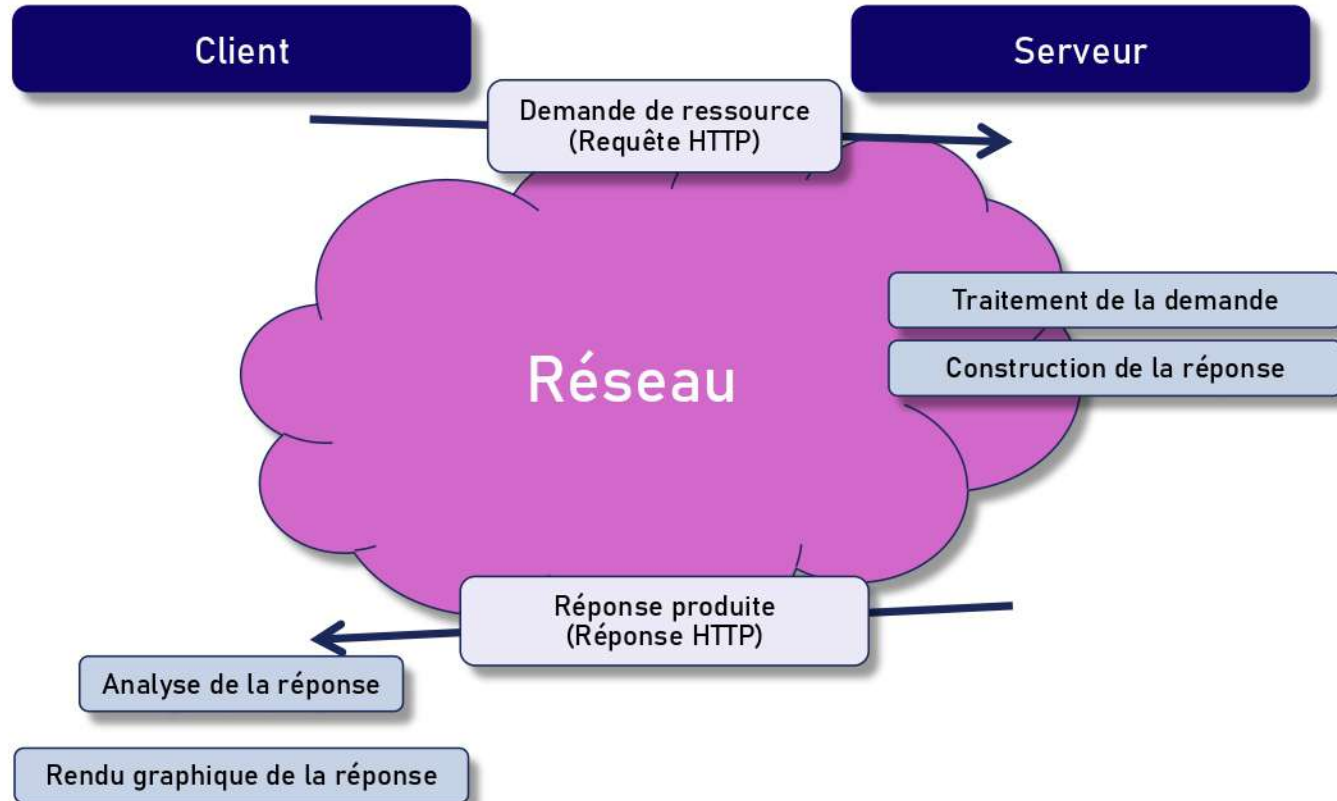 Client
Serveur
Demande de ressource
(Requête HTTP)
Traitement de la demande
Construction de la réponse
Réseau
Réponse produite
(Réponse HTTP)
Analyse de la réponse
Rendu graphique de la réponse